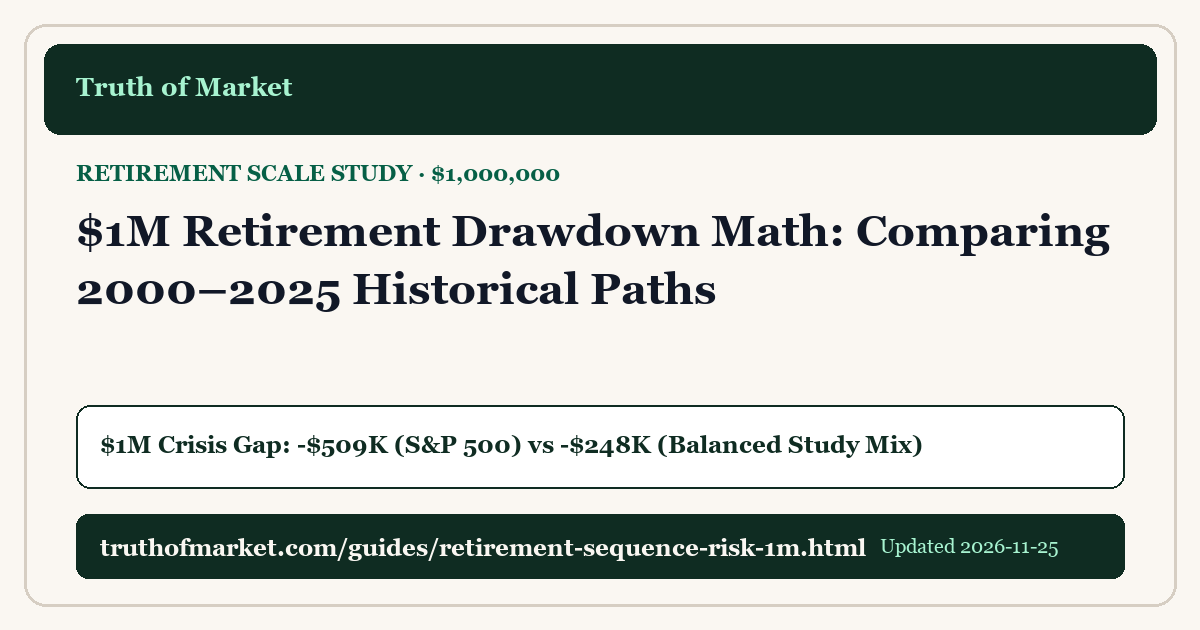 Truth of Market
RETIREMENT SCALE STUDY · $1,000,000
$1M Retirement Drawdown Math: Comparing
2000–2025 Historical Paths
$1M Crisis Gap: -$509K (S&P 500) vs -$248K (Balanced Study Mix)
truthofmarket.com/guides/retirement-sequence-risk-1m.html Updated 2026-11-25